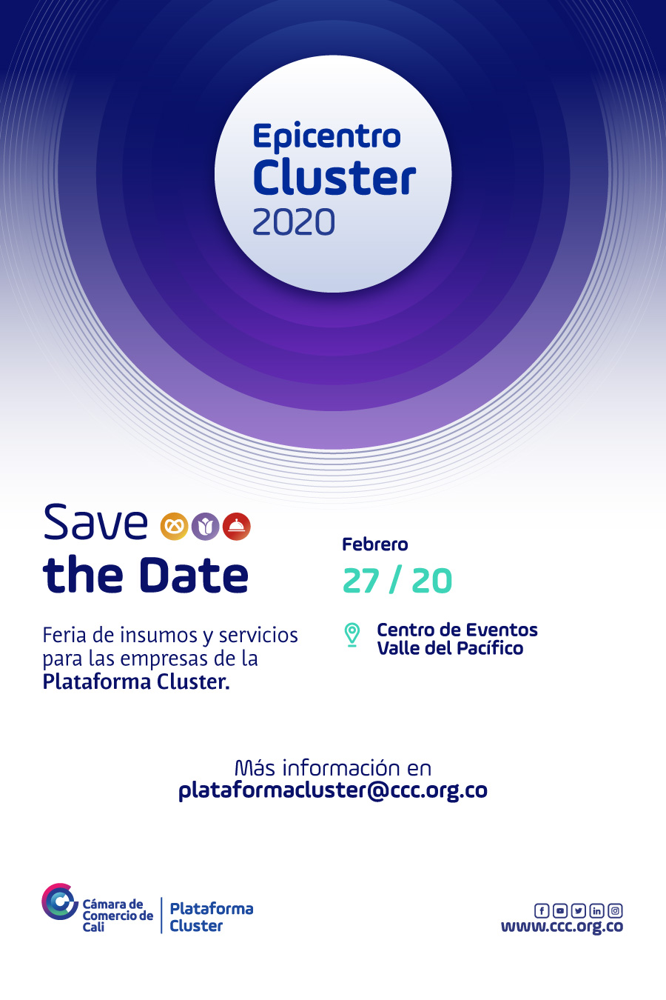 Epicentro
Cluster
2020
Save
the Date
Feria de insumos y servicios
para las empresas de la
Plataforma Cluster.
Febrero
27 / 20
Centro de Eventos
Valle del Pacífico
Más información en
plataformacluster@ccc.org.co
Cámara de
Comercio de
Cali
Plataforma
Cluster
www.ccc.org.co